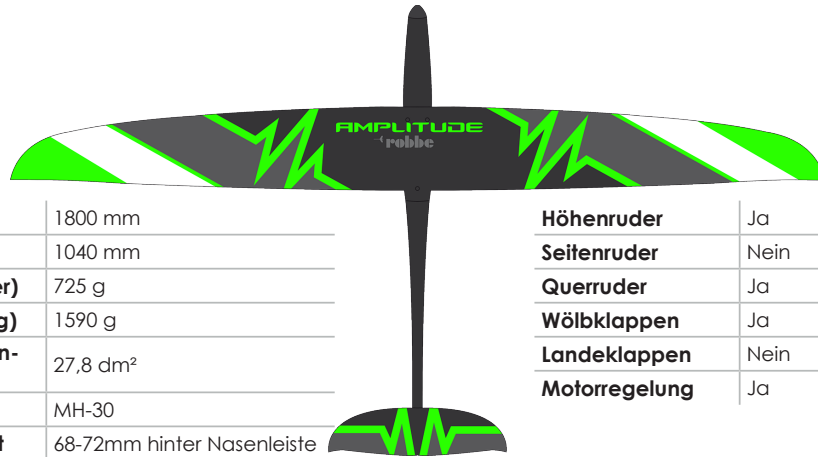 AMPLITUDE
robbe
1800 mm
1040 mm
er) 725 g
g) 1590 g
n-
27,8 dm²
MH-30
t 68-72mm hinter Nasenleiste
Höhenruder Ja
Seitenruder Nein
Querruder Ja
Wölbklappen Ja
Landeklappen Nein
Motorregelung Ja